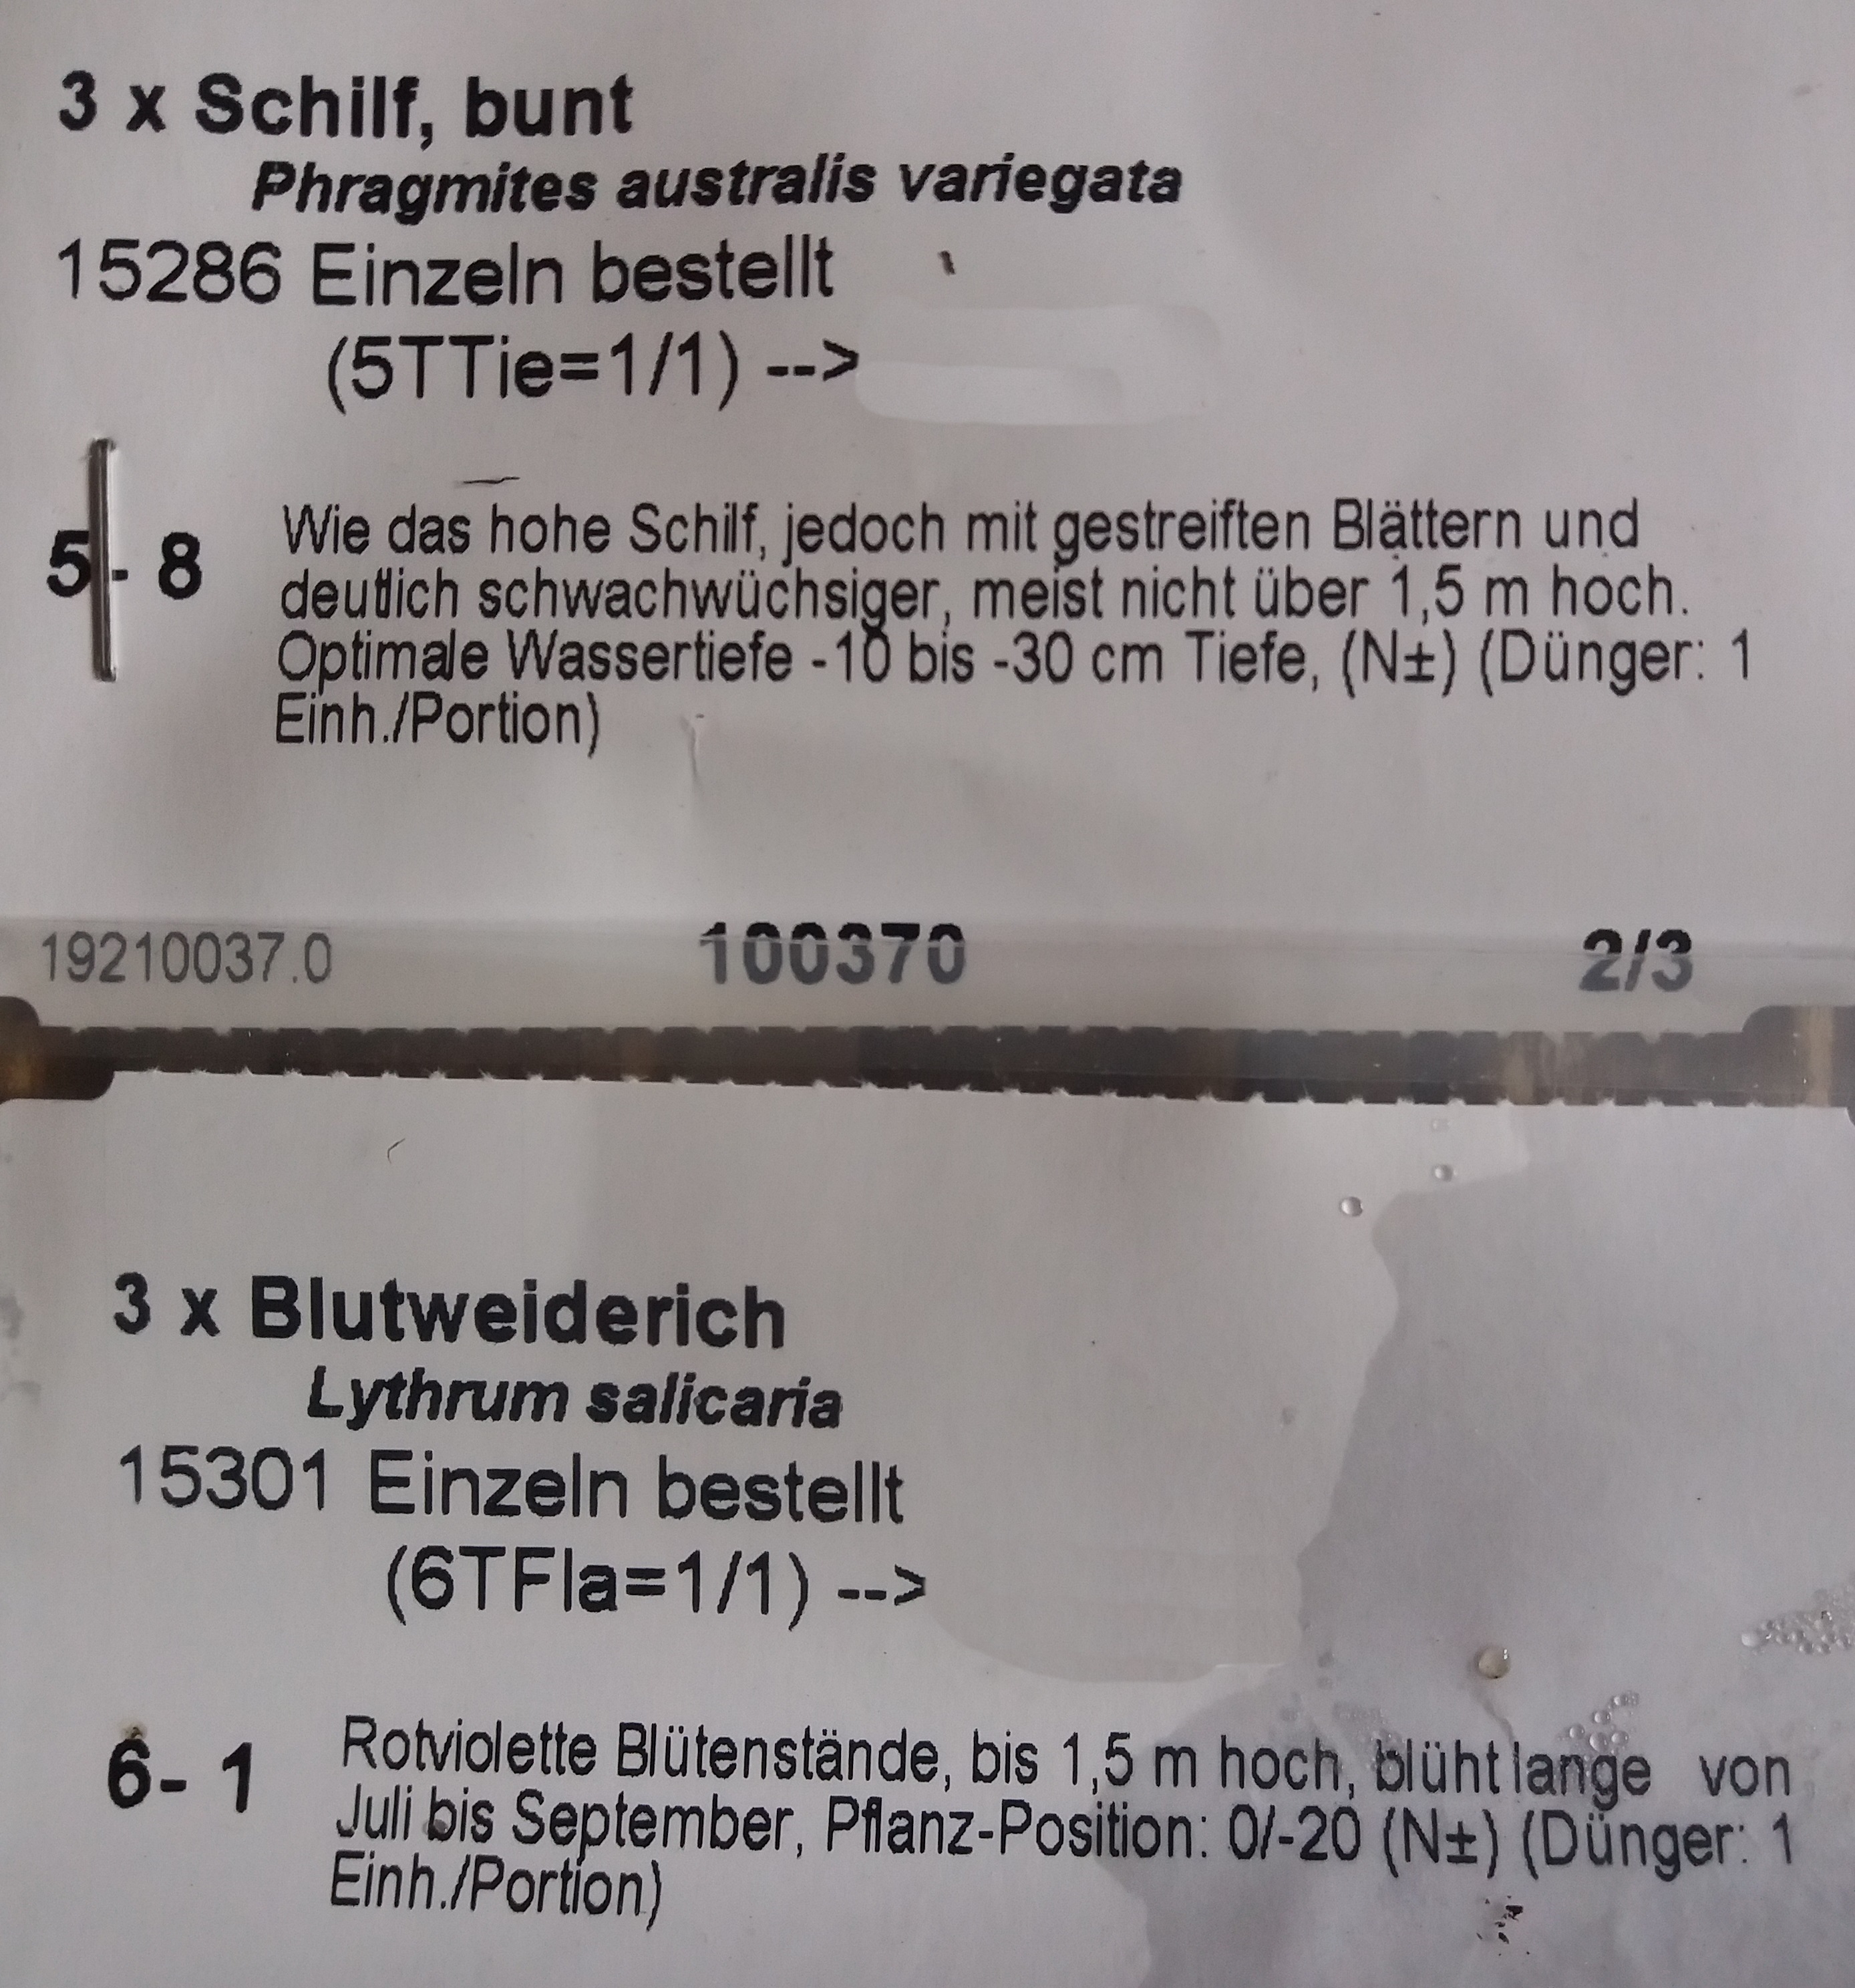 3 x Schilf, bunt
Phragmites australis variegata
15286 Einzeln bestellt
(5TTie=1/1) -->
5 - 8
Wie das hohe Schilf, jedoch mit gestreiften Blättern und
deutlich schwachwüchsiger, meist nicht über 1,5 m hoch.
Optimale Wassertiefe -10 bis -30 cm Tiefe, (N±) (Dünger: 1
Einh./Portion)
19210037.0 100370 2/3
3 x Blutweiderich
Lythrum salicaria
15301 Einzeln bestellt
(6TFla=1/1) -->
6- 1
Rotviolette Blütenstände, bis 1,5 m hoch, blüht lange von
Juli bis September, Pflanz-Position: 0/-20 (N±) (Dünger: 1
Einh./Portion)